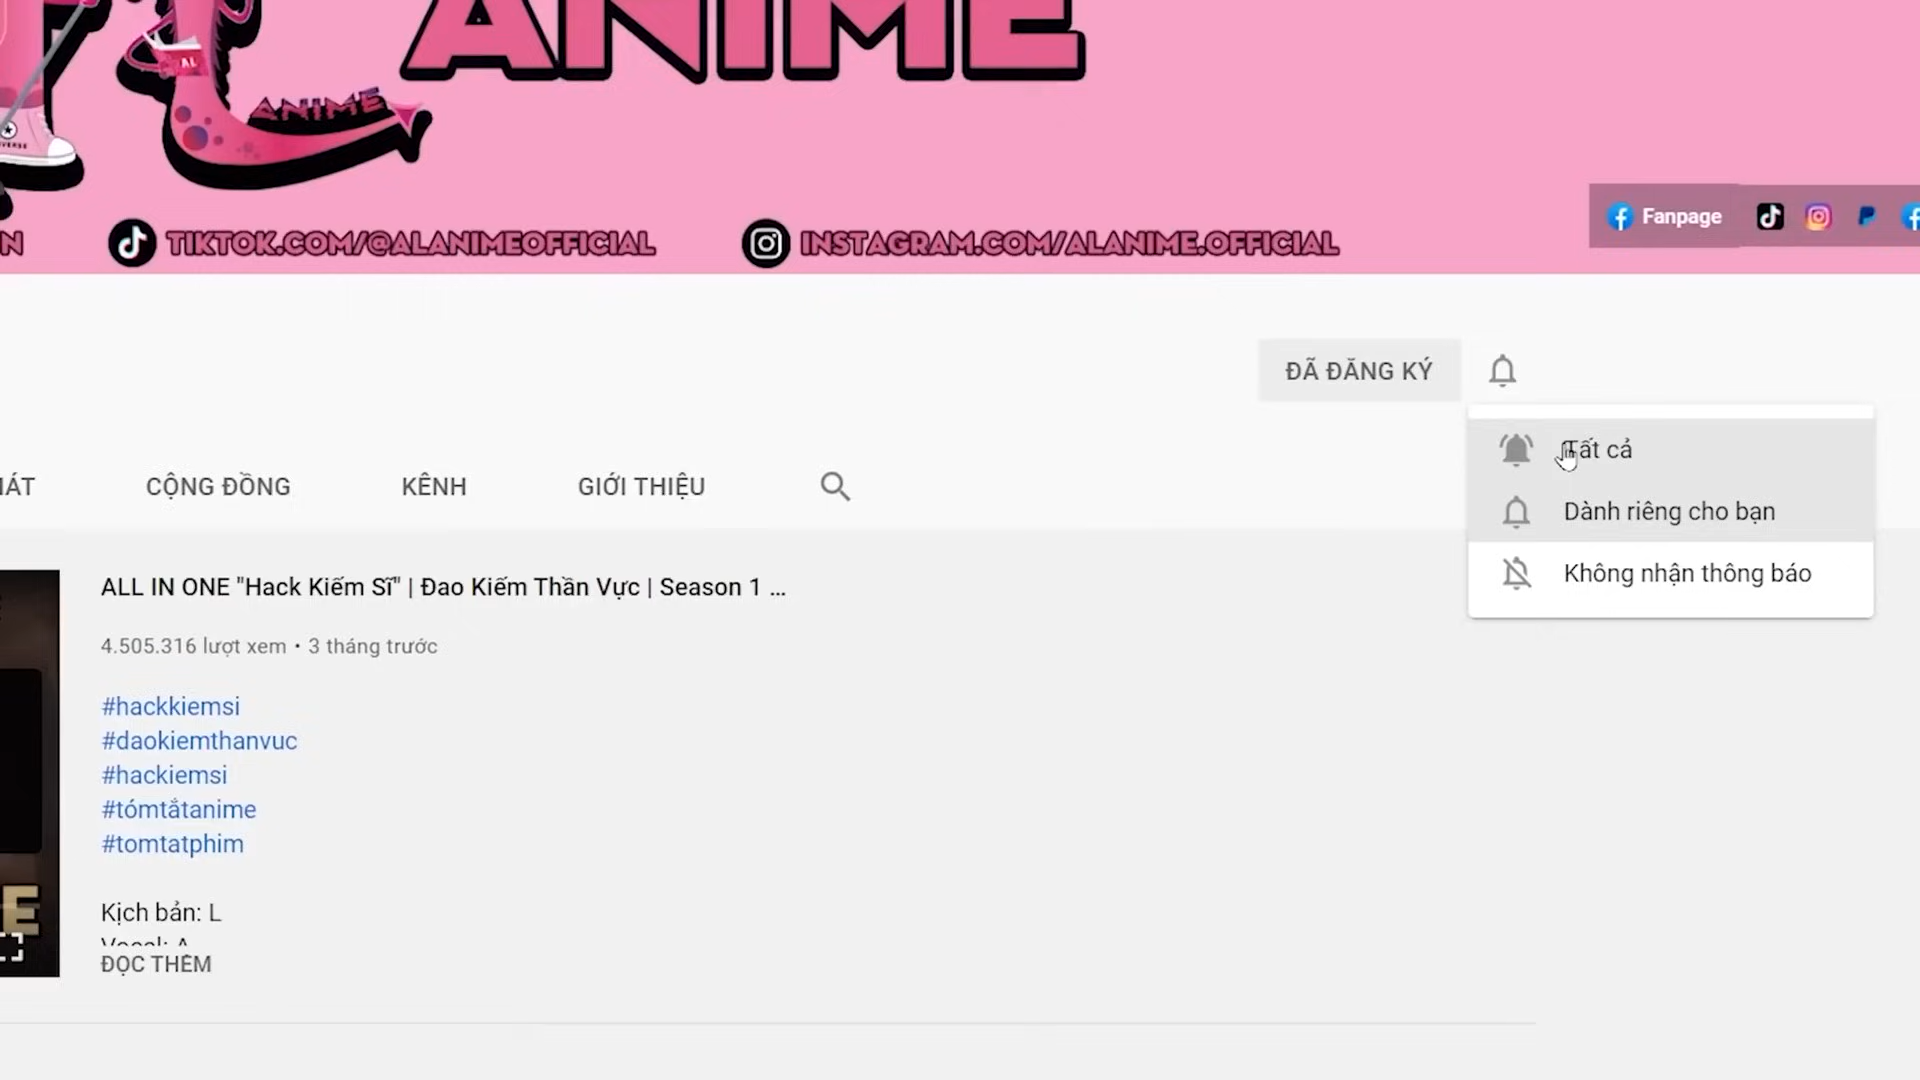 ANIME
AL
ANIME
N
TIKTOK.COM/@ALANIMEOFFICIAL
INSTAGRAM.COM/ALANIME.OFFICIAL
Fanpage
ĐÃ ĐĂNG KÝ
Tất cả
Dành riêng cho bạn
Không nhận thông báo
ÁT
CỘNG ĐỒNG
KÊNH
GIỚI THIỆU
ALL IN ONE "Hack Kiếm Sĩ" | Đao Kiếm Thần Vực | Season 1 ...
4.505.316 lượt xem • 3 tháng trước
#hackkiemsi
#daokiemthanvuc
#hackiemsi
#tómtắtanime
#tomtatphim
Kịch bản: L
Vocal: A
ĐỌC THÊM
E